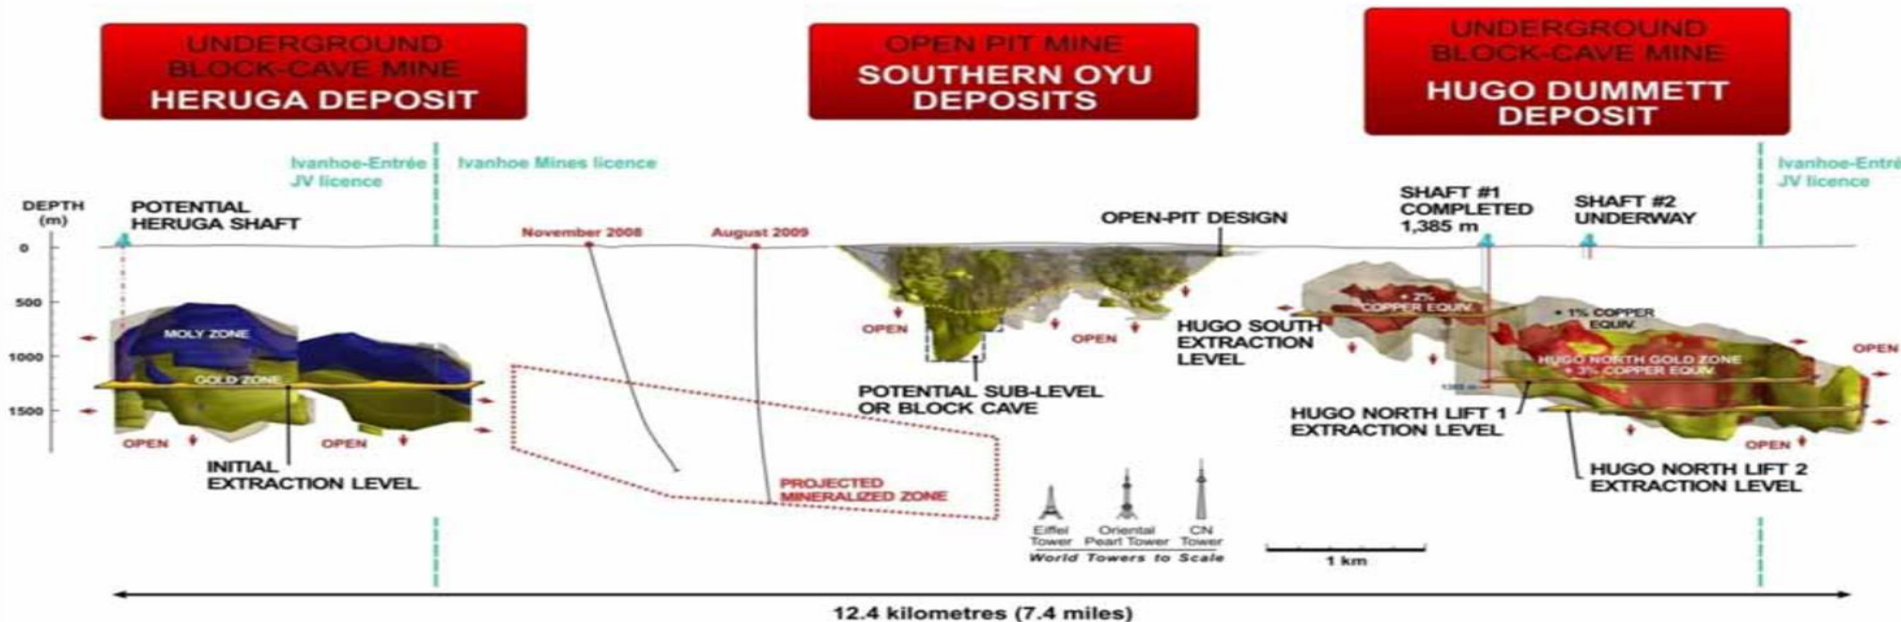 UNDERGROUND
BLOCK-CAVE MINE
HERUGA DEPOSIT
OPEN PIT MINE
SOUTHERN OYU
DEPOSITS
UNDERGROUND
BLOCK-CAVE MINE
HUGO DUMMETT
DEPOSIT
Ivanhoe-Entrée
JV licence
Ivanhoe Mines licence
Ivanhoe-Entré
JV licence
DEPTH
(m)
0
500
1000
1500
POTENTIAL
HERUGA SHAFT
November 2008
August 2009
OPEN-PIT DESIGN
SHAFT #1
COMPLETED
1,385 m
SHAFT #2
UNDERWAY
MOLY ZONE
GOLD ZONE
OPEN
OPEN
INITIAL
EXTRACTION LEVEL
PROJECTED
MINERALIZED ZONE
OPEN
OPEN
POTENTIAL SUB-LEVEL
OR BLOCK CAVE
HUGO SOUTH
EXTRACTION
LEVEL
+ 2%
COPPER EQUIV.
+ 1% COPPER
EQUIV.
HUGO NORTH GOLD ZONE
+ 3% COPPER EQUIV.
OPEN
OPEN
HUGO NORTH LIFT 1
EXTRACTION LEVEL
HUGO NORTH LIFT 2
EXTRACTION LEVEL
Eiffel
Tower
Oriental
Pearl Tower
CN
Tower
World Towers to Scale
1 km
12.4 kilometres (7.4 miles)